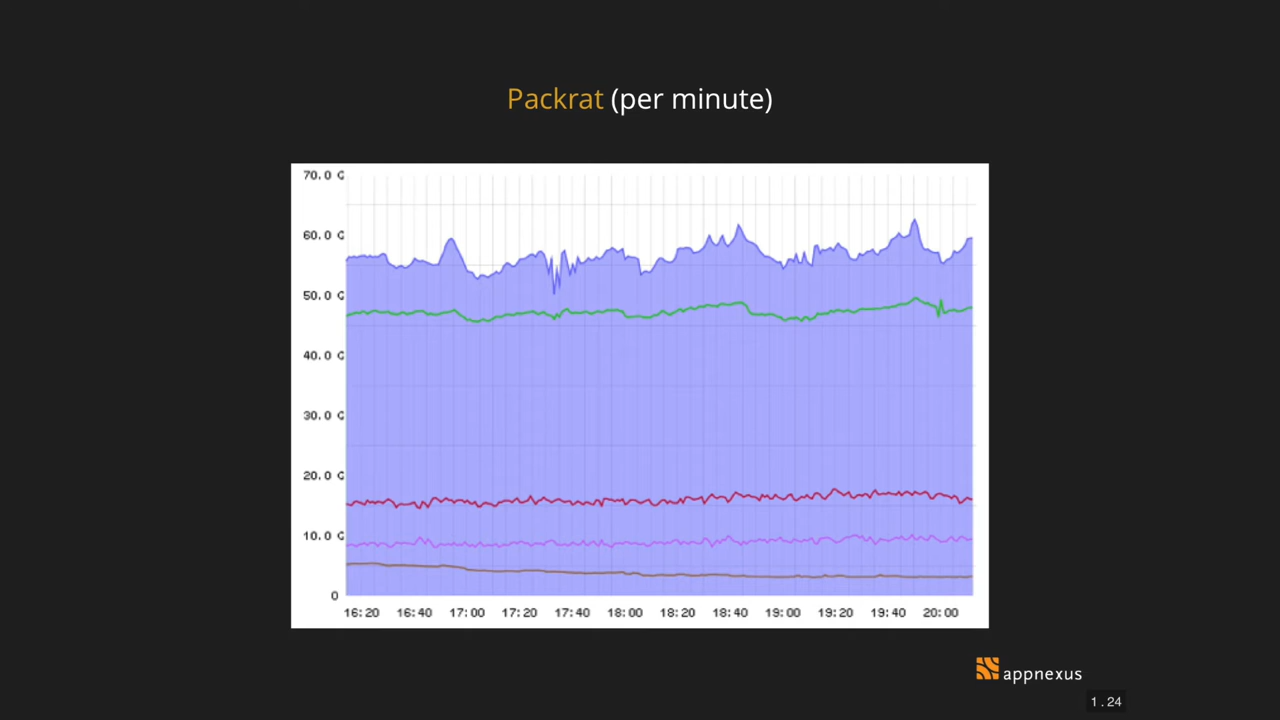 Packrat (per minute)
70.0 G
60.0 G
50.0 G
40.0 G
30.0 G
20.0 G
10.0 G
0
16:20 16:40 17:00 17:20 17:40 18:00 18:20 18:40 19:00 19:20 19:40 20:00
appnexus
1.24